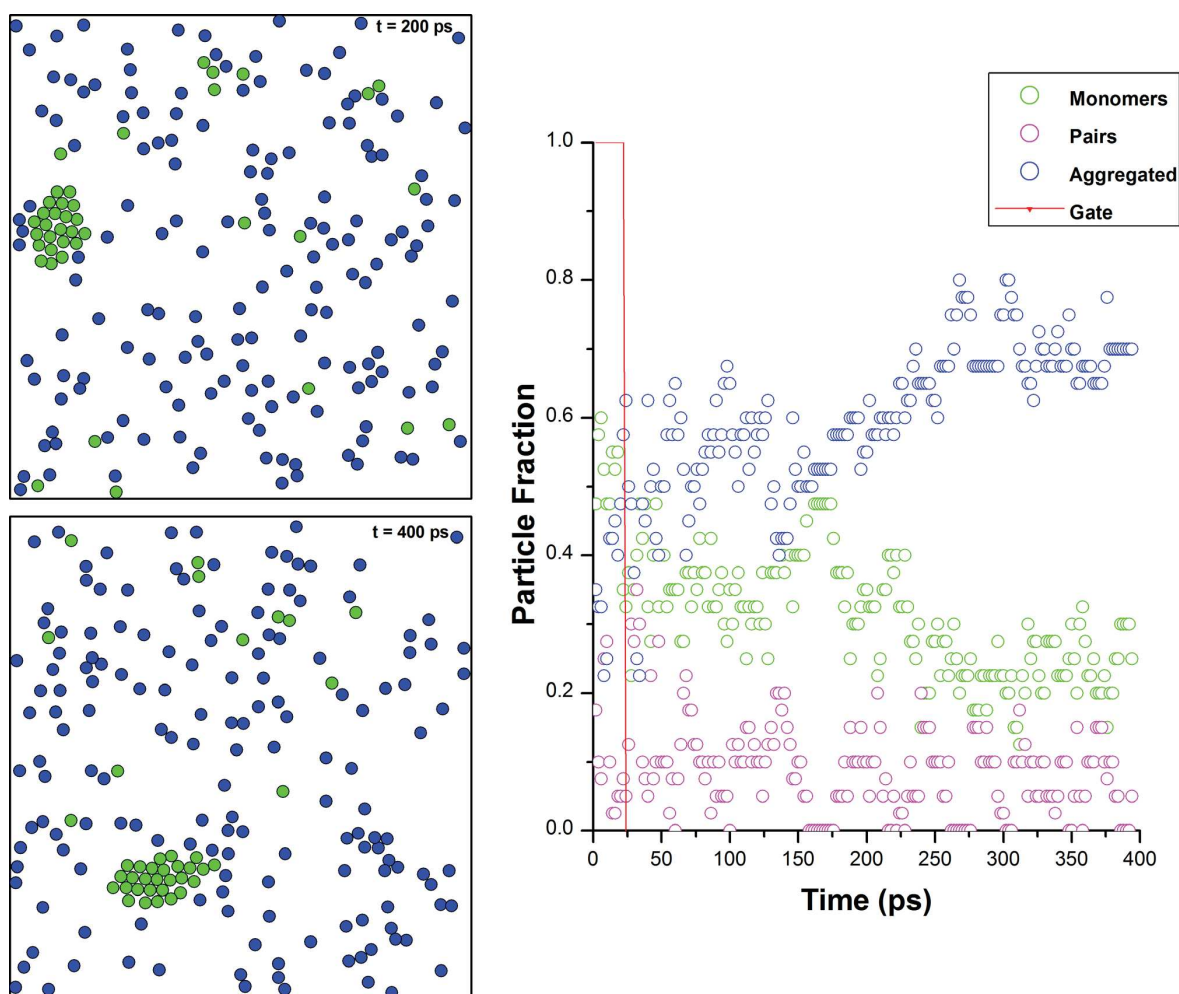 t = 200 ps
t = 400 ps
Monomers
Pairs
Aggregated
Gate
1.0
0.8
0.6
0.4
0.2
0.0
Particle Fraction
0 50 100 150 200 250 300 350 400
Time (ps)